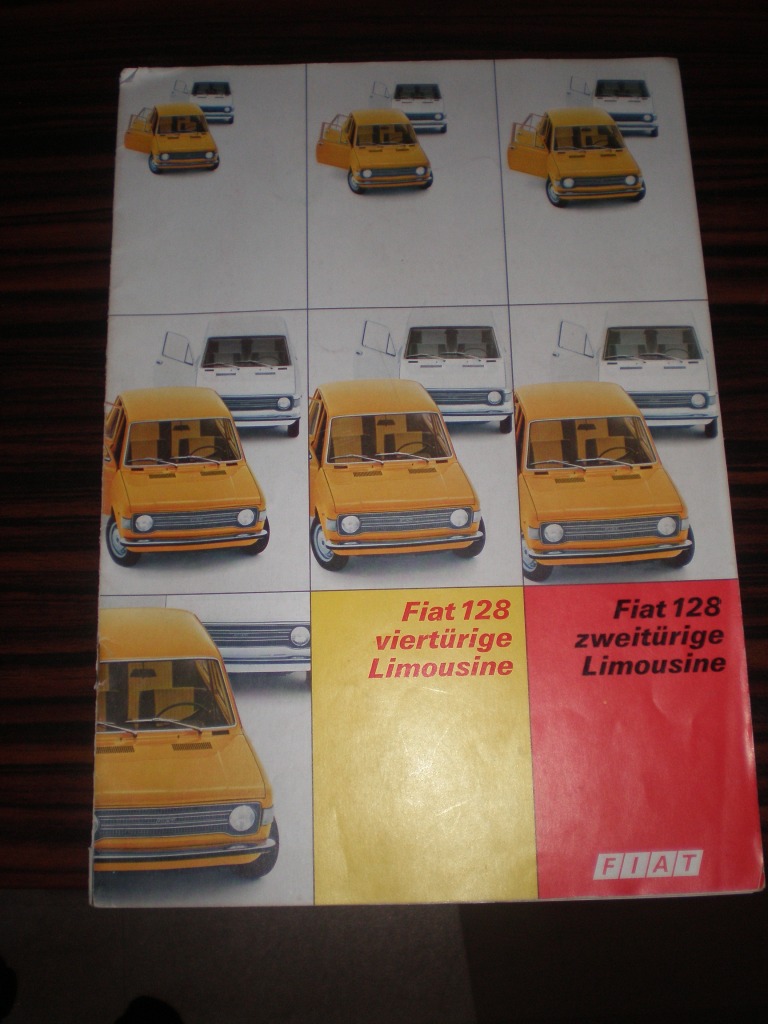 Fiat 128
viertürige
Limousine
Fiat 128
zweitürige
Limousine
FIAT